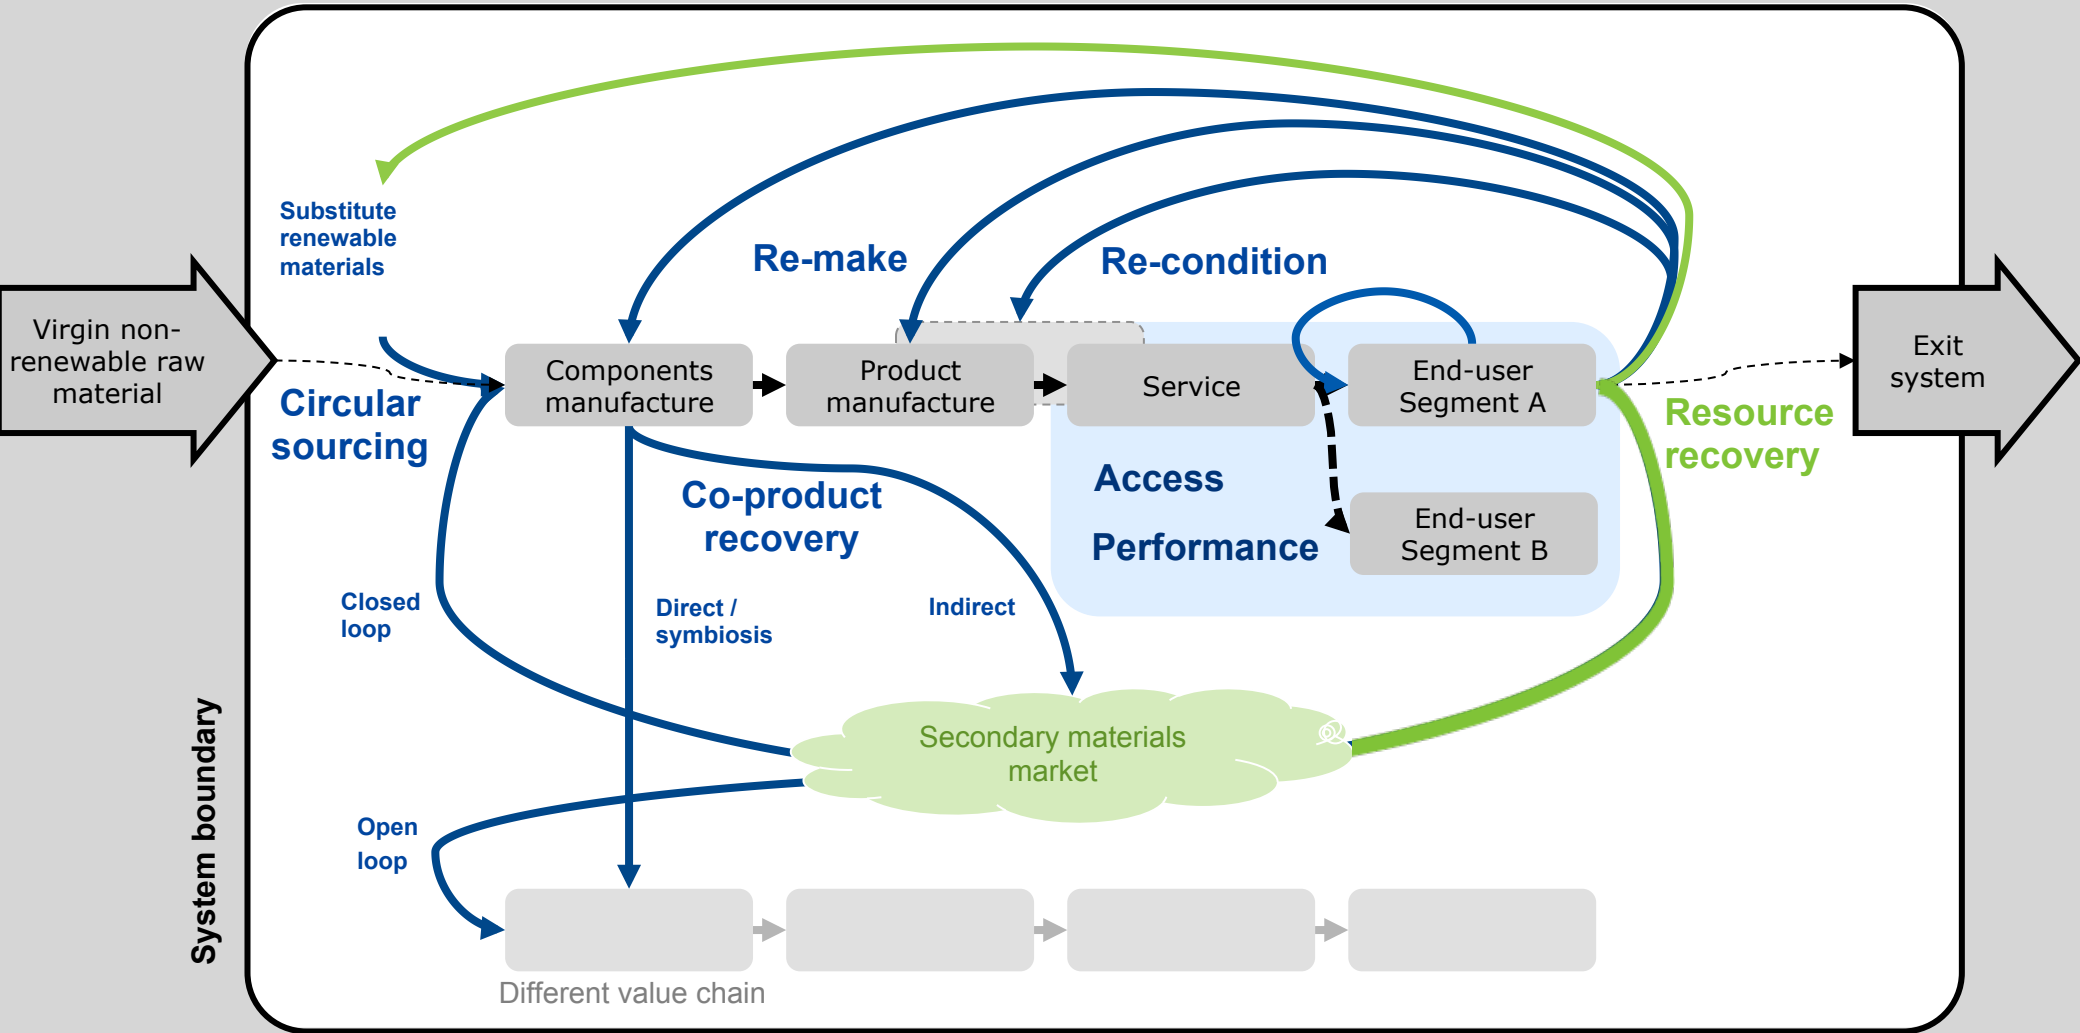 Substitute
renewable
materials
Re-make
Re-condition
Virgin non-
renewable raw
material
Components
manufacture
Product
manufacture
Service
End-user
Segment A
Exit
system
Circular
sourcing
Resource
recovery
Access
Performance
Co-product
recovery
End-user
Segment B
Closed
loop
Direct /
symbiosis
Indirect
Secondary materials
market
System boundary
Open
loop
Different value chain